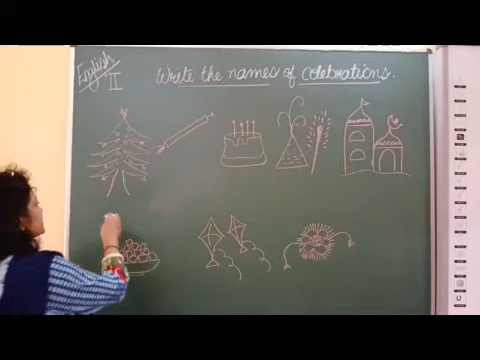 English
II
Write the names of celebrations.